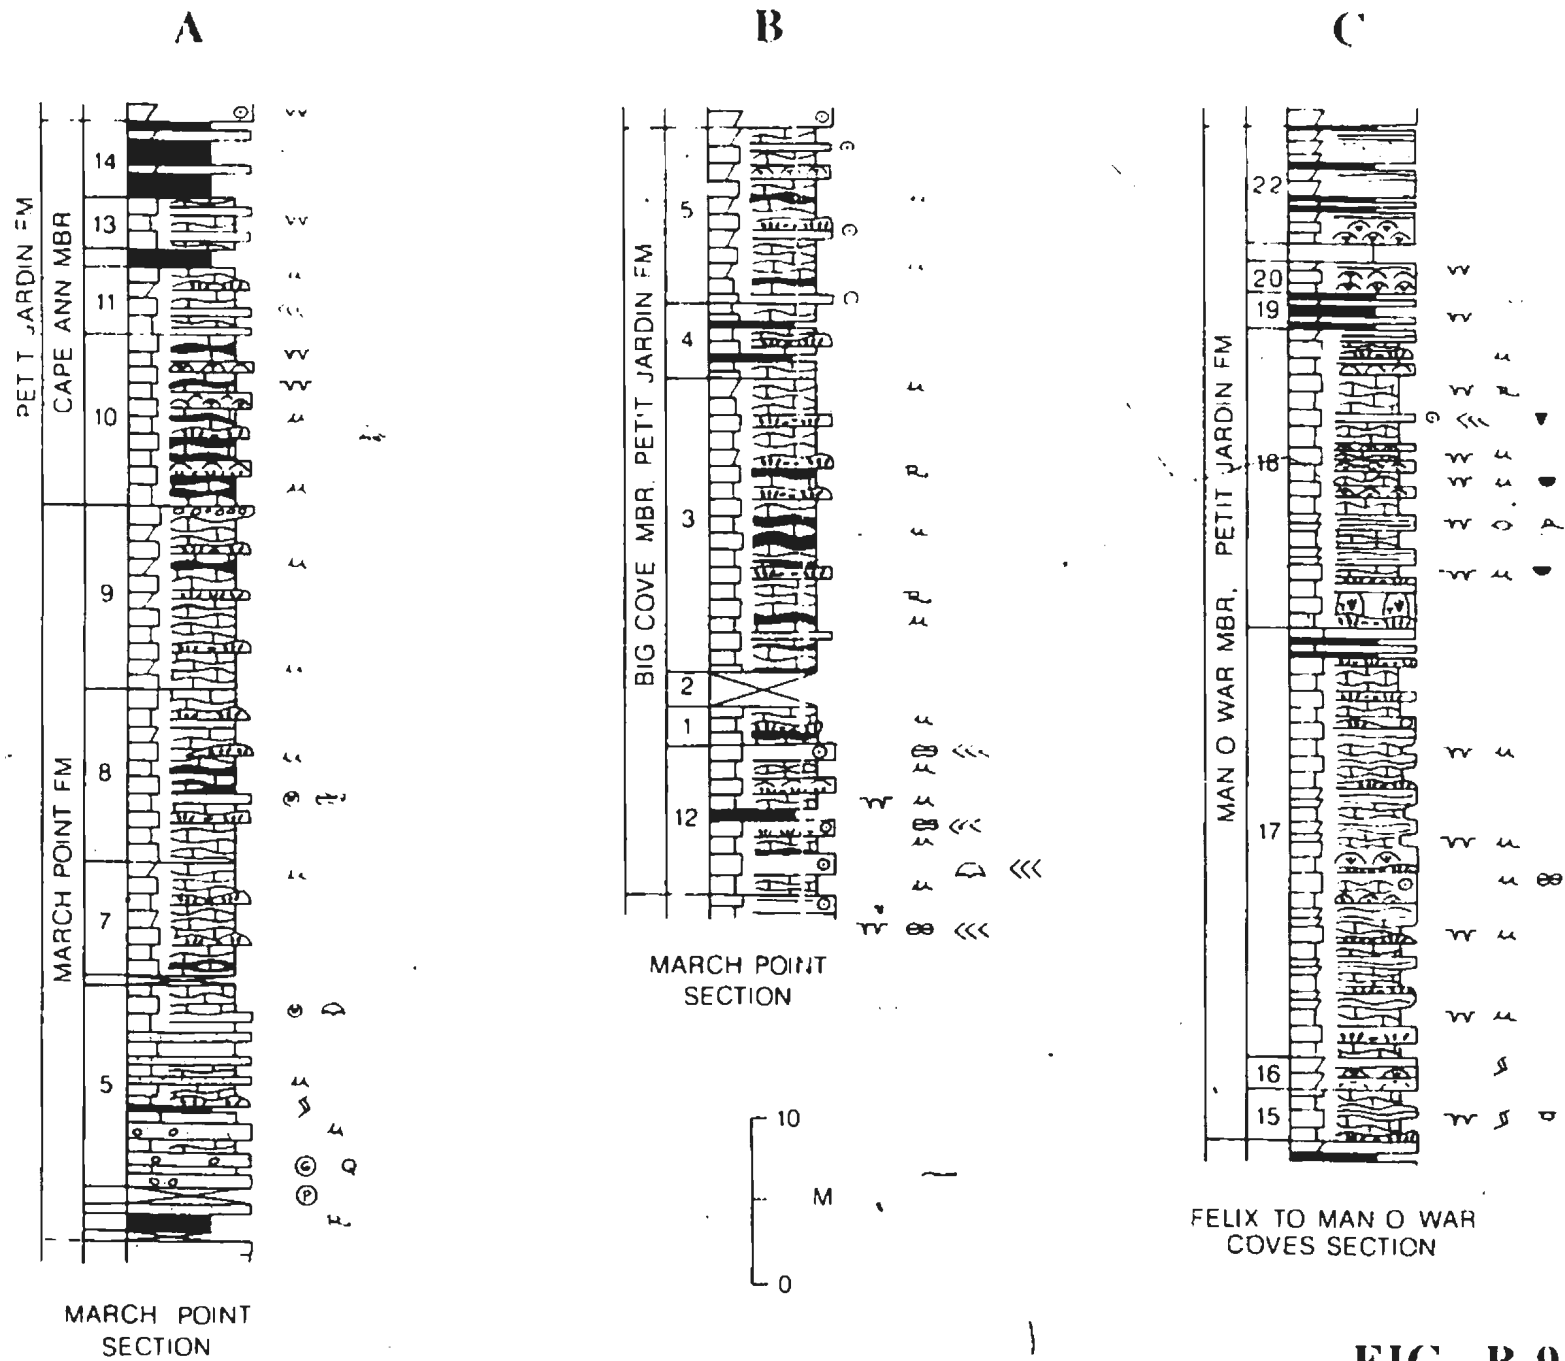 A
B
C
PETIT JARDIN FM
CAPE ANN MBR
MARCH POINT FM
14
13
11
10
9
8
7
5
MARCH POINT
SECTION
BIG COVE MBR. PETIT JARDIN FM
5
4
3
2
1
12
MARCH POINT
SECTION
10
M
0
MAN O WAR MBR, PETIT JARDIN FM
22
20
19
18
17
16
15
FELIX TO MAN O WAR
COVES SECTION
G Q
P